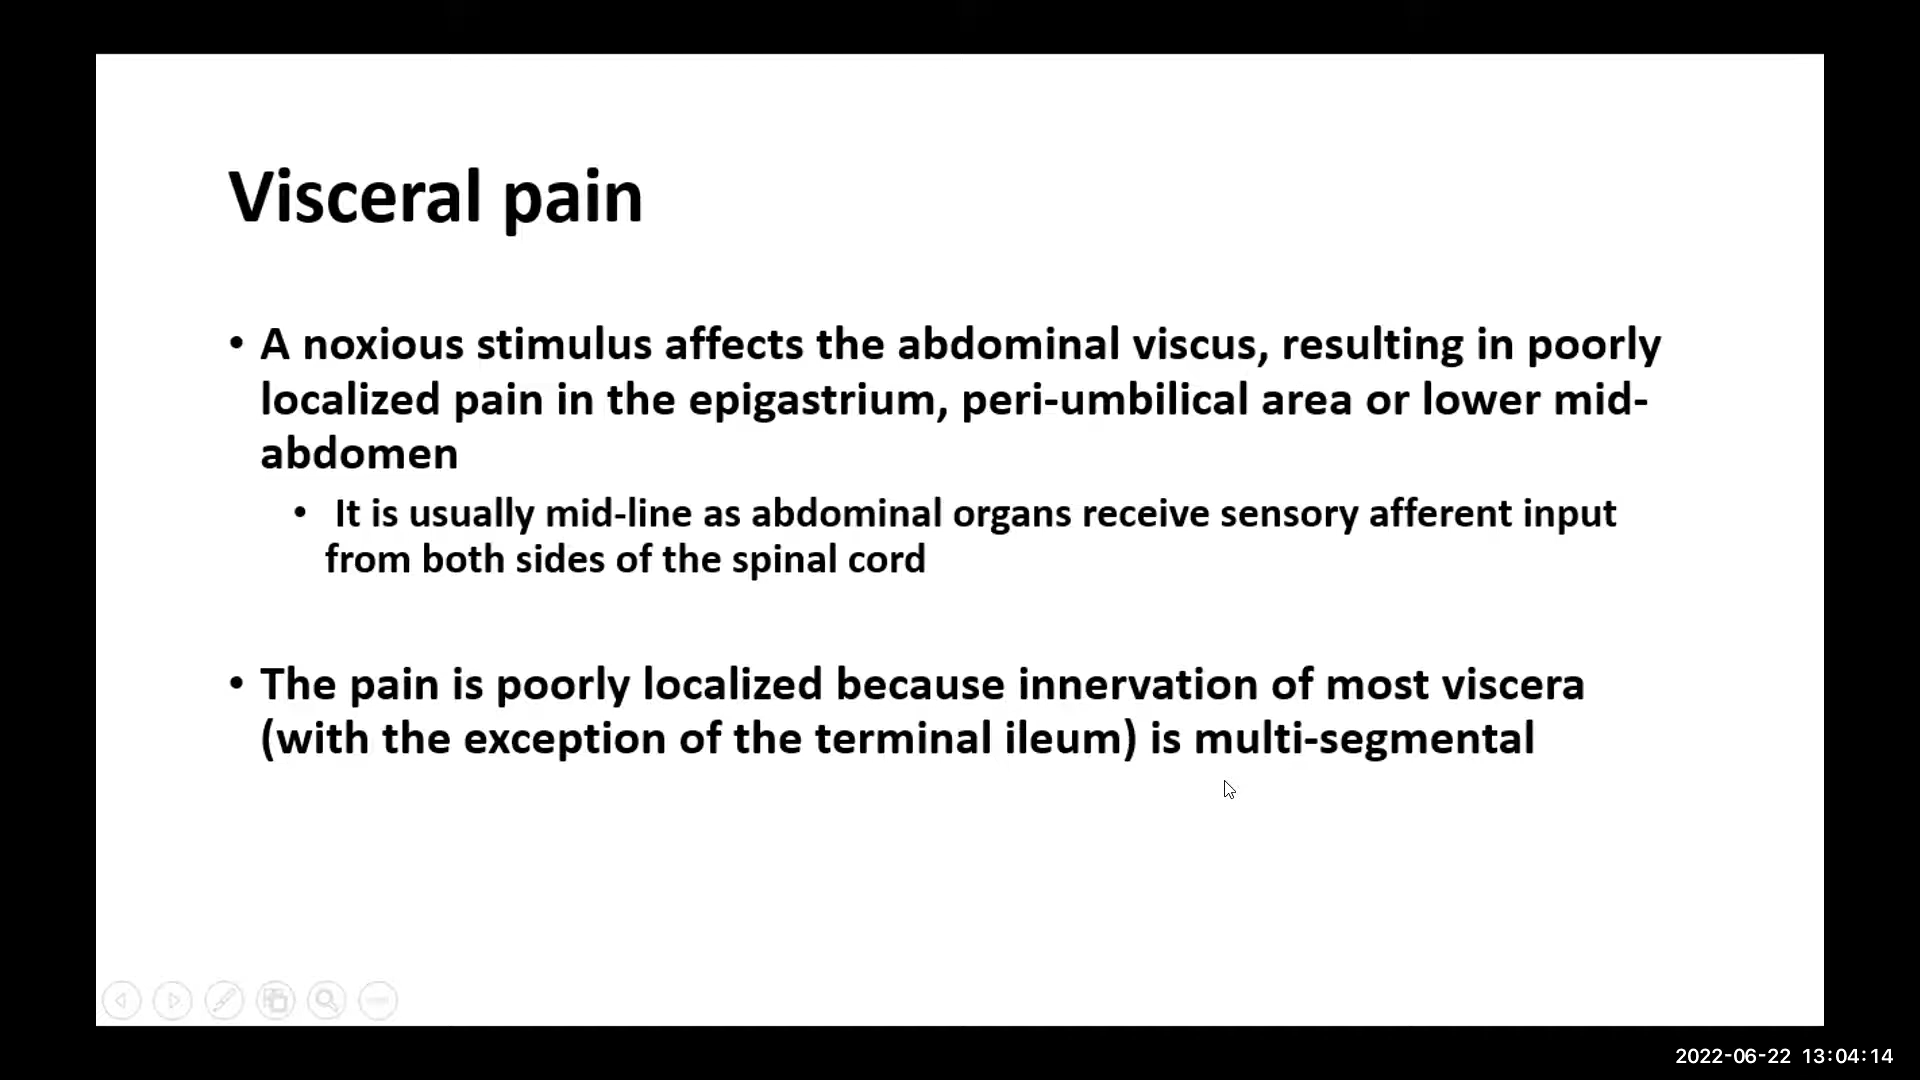 Visceral pain
• A noxious stimulus affects the abdominal viscus, resulting in poorly
localized pain in the epigastrium, peri-umbilical area or lower mid-
abdomen
• It is usually mid-line as abdominal organs receive sensory afferent input
from both sides of the spinal cord
• The pain is poorly localized because innervation of most viscera
(with the exception of the terminal ileum) is multi-segmental
2022-06-22 13:04:14